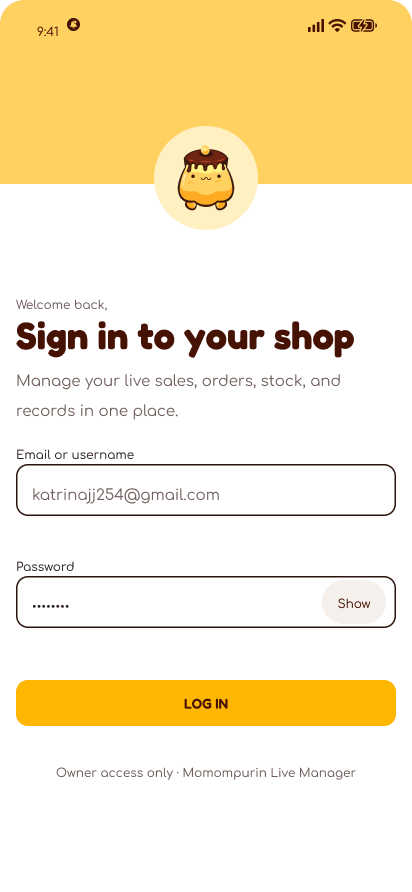 9:41
Welcome back,
Sign in to your shop
Manage your live sales, orders, stock, and
records in one place.
Email or username
katrinajj254@gmail.com
Password
••••••••
Show
LOG IN
Owner access only · Momompurin Live Manager